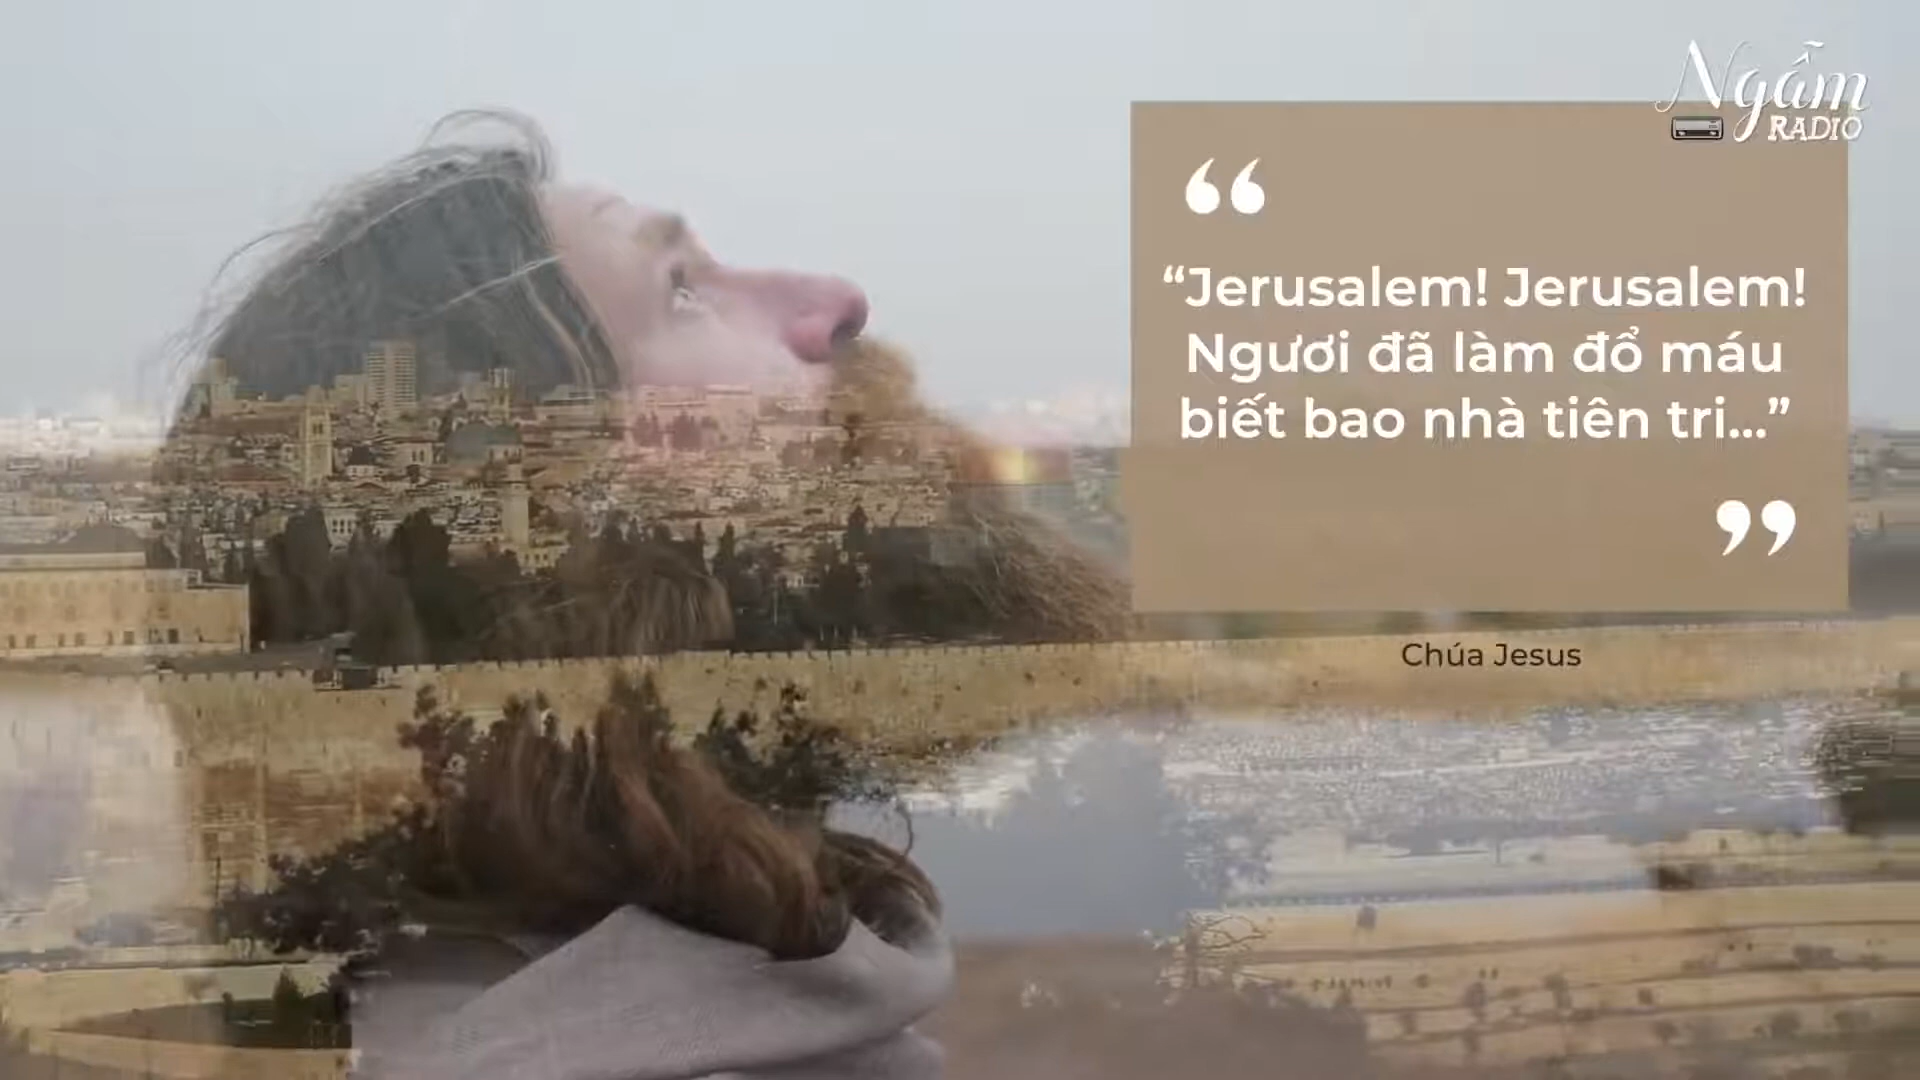 Ngẫm
RADIO
“Jerusalem! Jerusalem!
Ngươi đã làm đổ máu
biết bao nhà tiên tri...”
Chúa Jesus